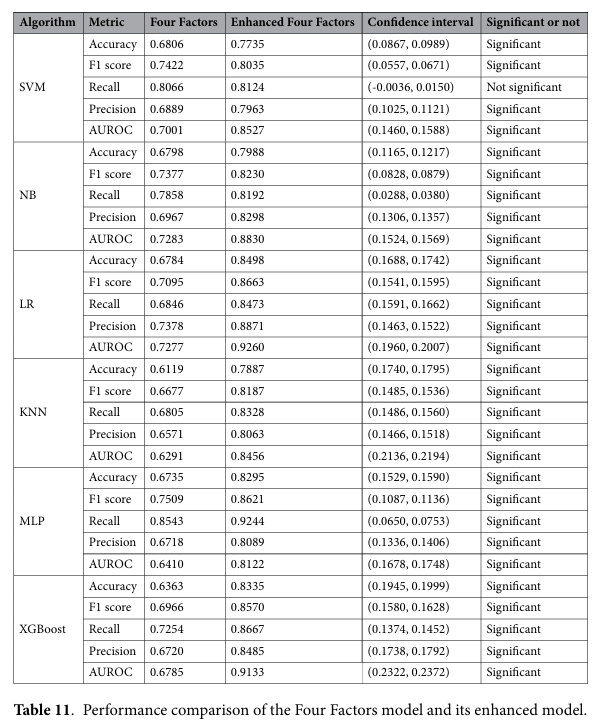 Algorithm Metric Four Factors Enhanced Four Factors Confidence interval Significant or not
SVM
Accuracy 0.6806 0.7735 (0.0867, 0.0989) Significant
F1 score 0.7422 0.8035 (0.0557, 0.0671) Significant
Recall 0.8066 0.8124 (-0.0036, 0.0150) Not significant
Precision 0.6889 0.7963 (0.1025, 0.1121) Significant
AUROC 0.7001 0.8527 (0.1460, 0.1588) Significant
NB
Accuracy 0.6798 0.7988 (0.1165, 0.1217) Significant
F1 score 0.7377 0.8230 (0.0828, 0.0879) Significant
Recall 0.7858 0.8192 (0.0288, 0.0380) Significant
Precision 0.6967 0.8298 (0.1306, 0.1357) Significant
AUROC 0.7283 0.8830 (0.1524, 0.1569) Significant
LR
Accuracy 0.6784 0.8498 (0.1688, 0.1742) Significant
F1 score 0.7095 0.8663 (0.1541, 0.1595) Significant
Recall 0.6846 0.8473 (0.1591, 0.1662) Significant
Precision 0.7378 0.8871 (0.1463, 0.1522) Significant
AUROC 0.7277 0.9260 (0.1960, 0.2007) Significant
KNN
Accuracy 0.6119 0.7887 (0.1740, 0.1795) Significant
F1 score 0.6677 0.8187 (0.1485, 0.1536) Significant
Recall 0.6805 0.8328 (0.1486, 0.1560) Significant
Precision 0.6571 0.8063 (0.1466, 0.1518) Significant
AUROC 0.6291 0.8456 (0.2136, 0.2194) Significant
MLP
Accuracy 0.6735 0.8295 (0.1529, 0.1590) Significant
F1 score 0.7509 0.8621 (0.1087, 0.1136) Significant
Recall 0.8543 0.9244 (0.0650, 0.0753) Significant
Precision 0.6718 0.8089 (0.1336, 0.1406) Significant
AUROC 0.6410 0.8122 (0.1678, 0.1748) Significant
XGBoost
Accuracy 0.6363 0.8335 (0.1945, 0.1999) Significant
F1 score 0.6966 0.8570 (0.1580, 0.1628) Significant
Recall 0.7254 0.8667 (0.1374, 0.1452) Significant
Precision 0.6720 0.8485 (0.1738, 0.1792) Significant
AUROC 0.6785 0.9133 (0.2322, 0.2372) Significant
Table 11. Performance comparison of the Four Factors model and its enhanced model.